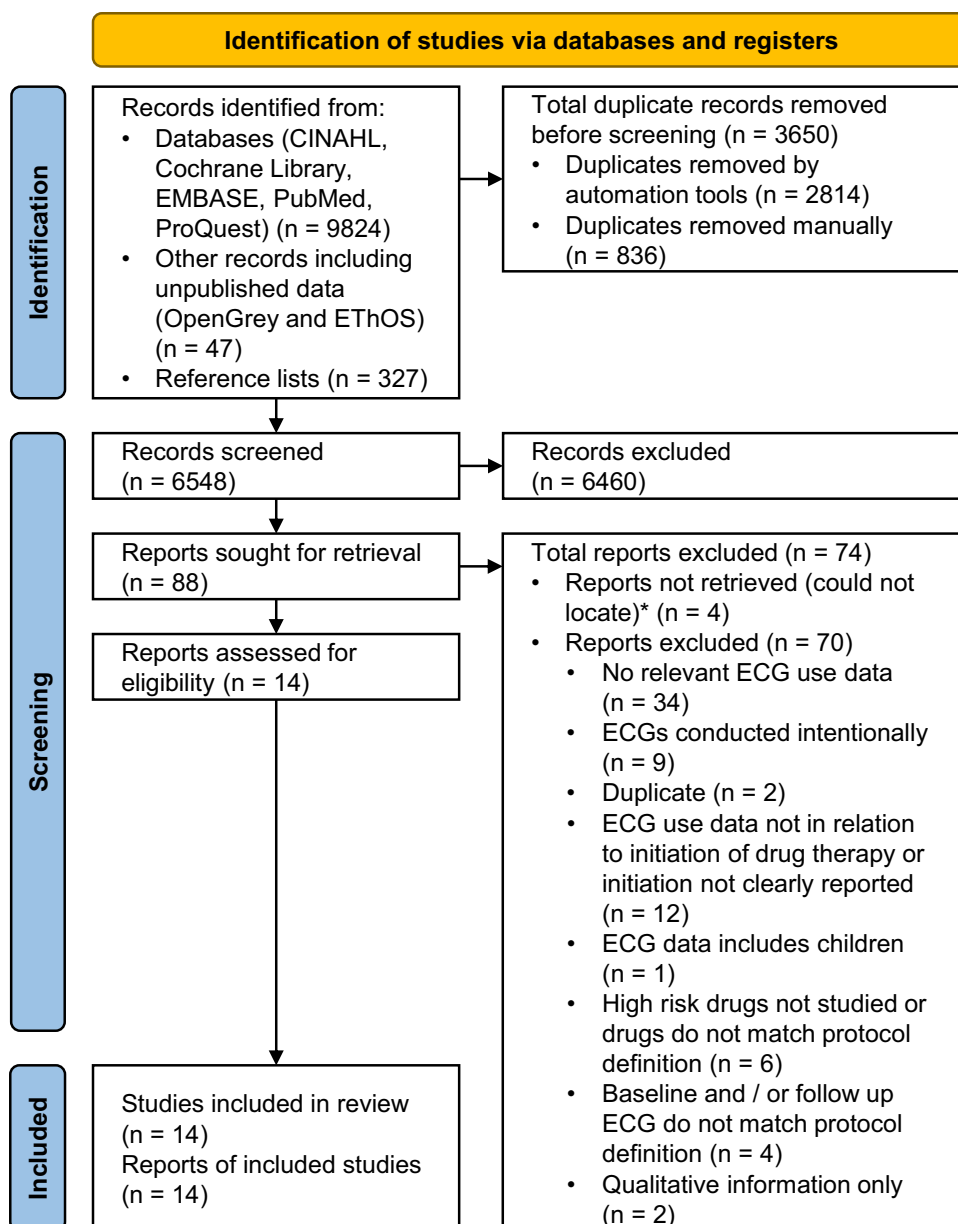 Identification of studies via databases and registers
Identification
Records identified from:
• Databases (CINAHL,
Cochrane Library,
EMBASE, PubMed,
ProQuest) (n = 9824)
• Other records including
unpublished data
(OpenGrey and EThOS)
(n = 47)
• Reference lists (n = 327)
Total duplicate records removed
before screening (n = 3650)
• Duplicates removed by
automation tools (n = 2814)
• Duplicates removed manually
(n = 836)
Screening
Records screened
(n = 6548)
Records excluded
(n = 6460)
Reports sought for retrieval
(n = 88)
Reports assessed for
eligibility (n = 14)
Total reports excluded (n = 74)
• Reports not retrieved (could not
locate)* (n = 4)
• Reports excluded (n = 70)
• No relevant ECG use data
(n = 34)
• ECGs conducted intentionally
(n = 9)
• Duplicate (n = 2)
• ECG use data not in relation
to initiation of drug therapy or
initiation not clearly reported
(n = 12)
• ECG data includes children
(n = 1)
• High risk drugs not studied or
drugs do not match protocol
definition (n = 6)
• Baseline and / or follow up
ECG do not match protocol
definition (n = 4)
• Qualitative information only
(n = 2)
Included
Studies included in review
(n = 14)
Reports of included studies
(n = 14)